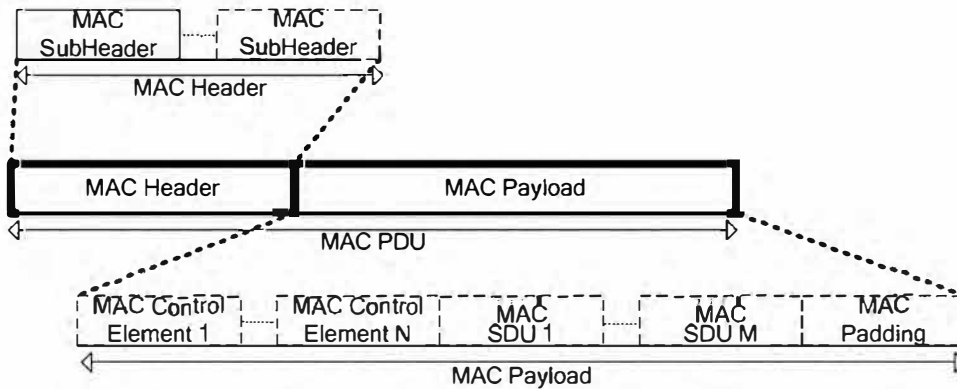 MAC SubHeader
MAC SubHeader
MAC Header
MAC Header
MAC Payload
MAC PDU
MAC Control Element 1
MAC Control Element N
MAC SDU 1
MAC SDU M
MAC Padding
MAC Payload